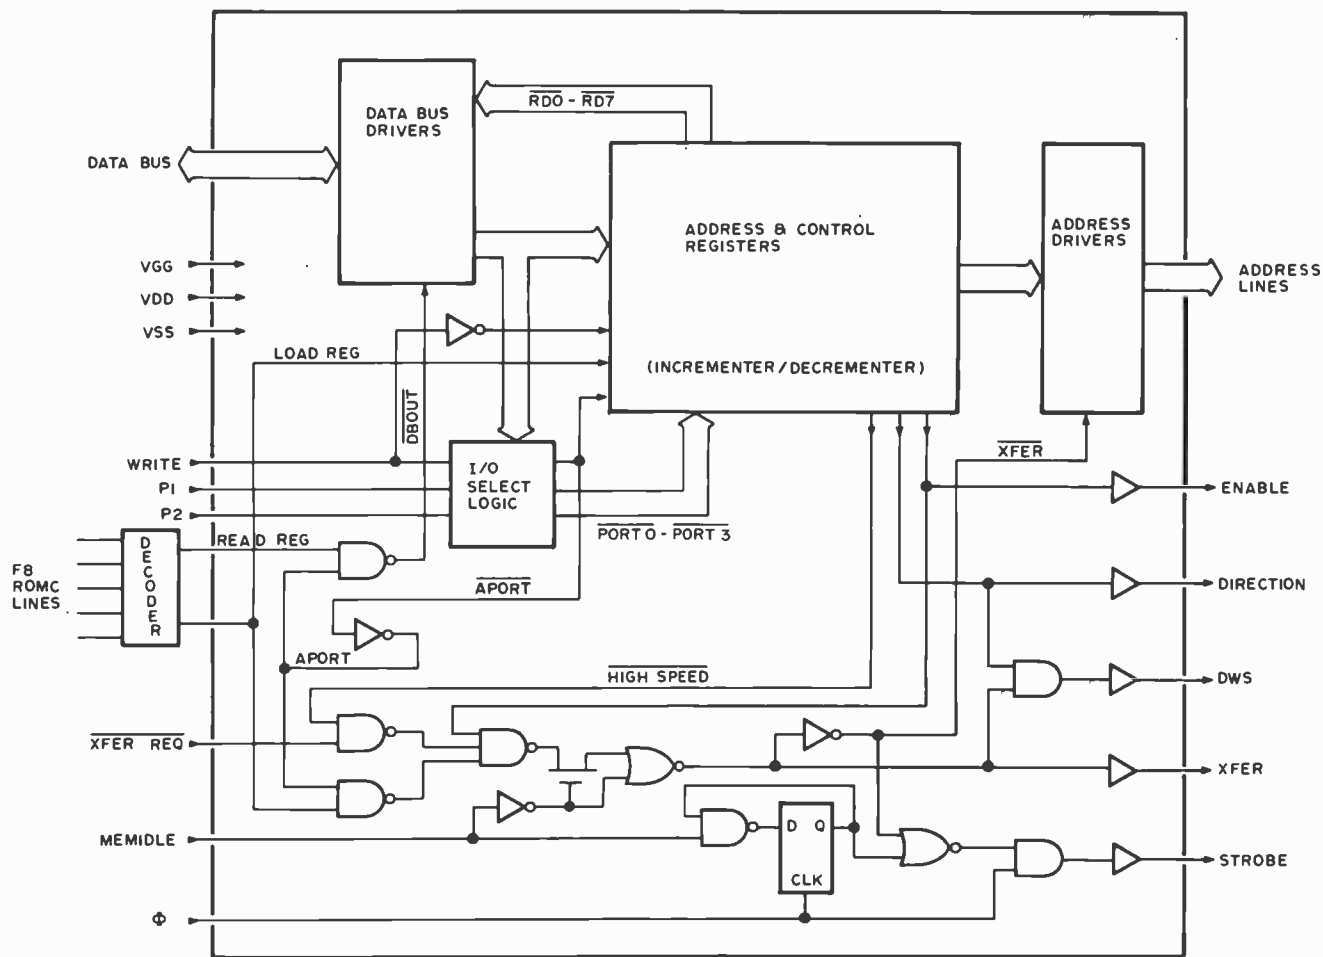 DATA BUS
DRIVERS
RD0 - RD7
DATA BUS
ADDRESS & CONTROL
REGISTERS
ADDRESS
DRIVERS
ADDRESS
LINES
VGG
VDD
VSS
LOAD REG
(INCREMENTER/DECREMENTER)
DBOUT
XFER
WRITE
P1
P2
I/O
SELECT
LOGIC
ENABLE
PORT 0 - PORT 3
READ REG
DECODER
F8
ROMC
LINES
APORT
DIRECTION
APORT
HIGH SPEED
DWS
XFER REQ
XFER
MEMIDLE
D Q
CLK
STROBE
Φ